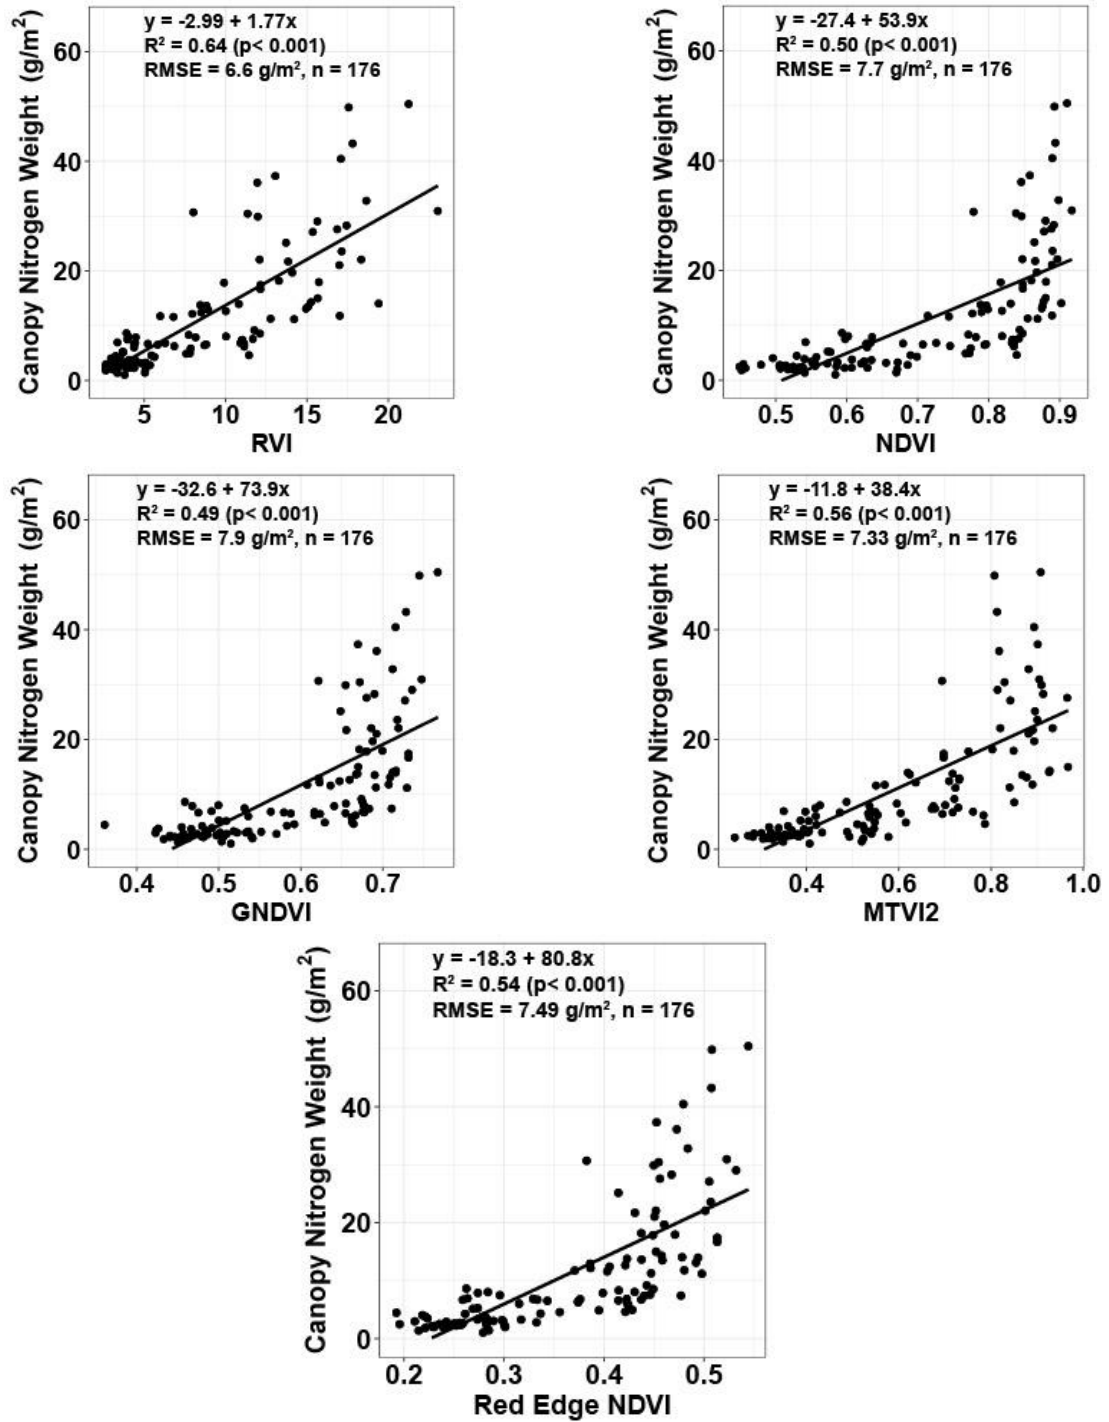 y = -2.99 + 1.77x
R² = 0.64 (p< 0.001)
RMSE = 6.6 g/m², n = 176
Canopy Nitrogen Weight (g/m²)
60
40
20
0
5 10 15 20
RVI
y = -27.4 + 53.9x
R² = 0.50 (p< 0.001)
RMSE = 7.7 g/m², n = 176
Canopy Nitrogen Weight (g/m²)
60
40
20
0
0.5 0.6 0.7 0.8 0.9
NDVI
y = -32.6 + 73.9x
R² = 0.49 (p< 0.001)
RMSE = 7.9 g/m², n = 176
Canopy Nitrogen Weight (g/m²)
60
40
20
0
0.4 0.5 0.6 0.7
GNDVI
y = -11.8 + 38.4x
R² = 0.56 (p< 0.001)
RMSE = 7.33 g/m², n = 176
Canopy Nitrogen Weight (g/m²)
60
40
20
0
0.4 0.6 0.8 1.0
MTVI2
y = -18.3 + 80.8x
R² = 0.54 (p< 0.001)
RMSE = 7.49 g/m², n = 176
Canopy Nitrogen Weight (g/m²)
60
40
20
0
0.2 0.3 0.4 0.5
Red Edge NDVI